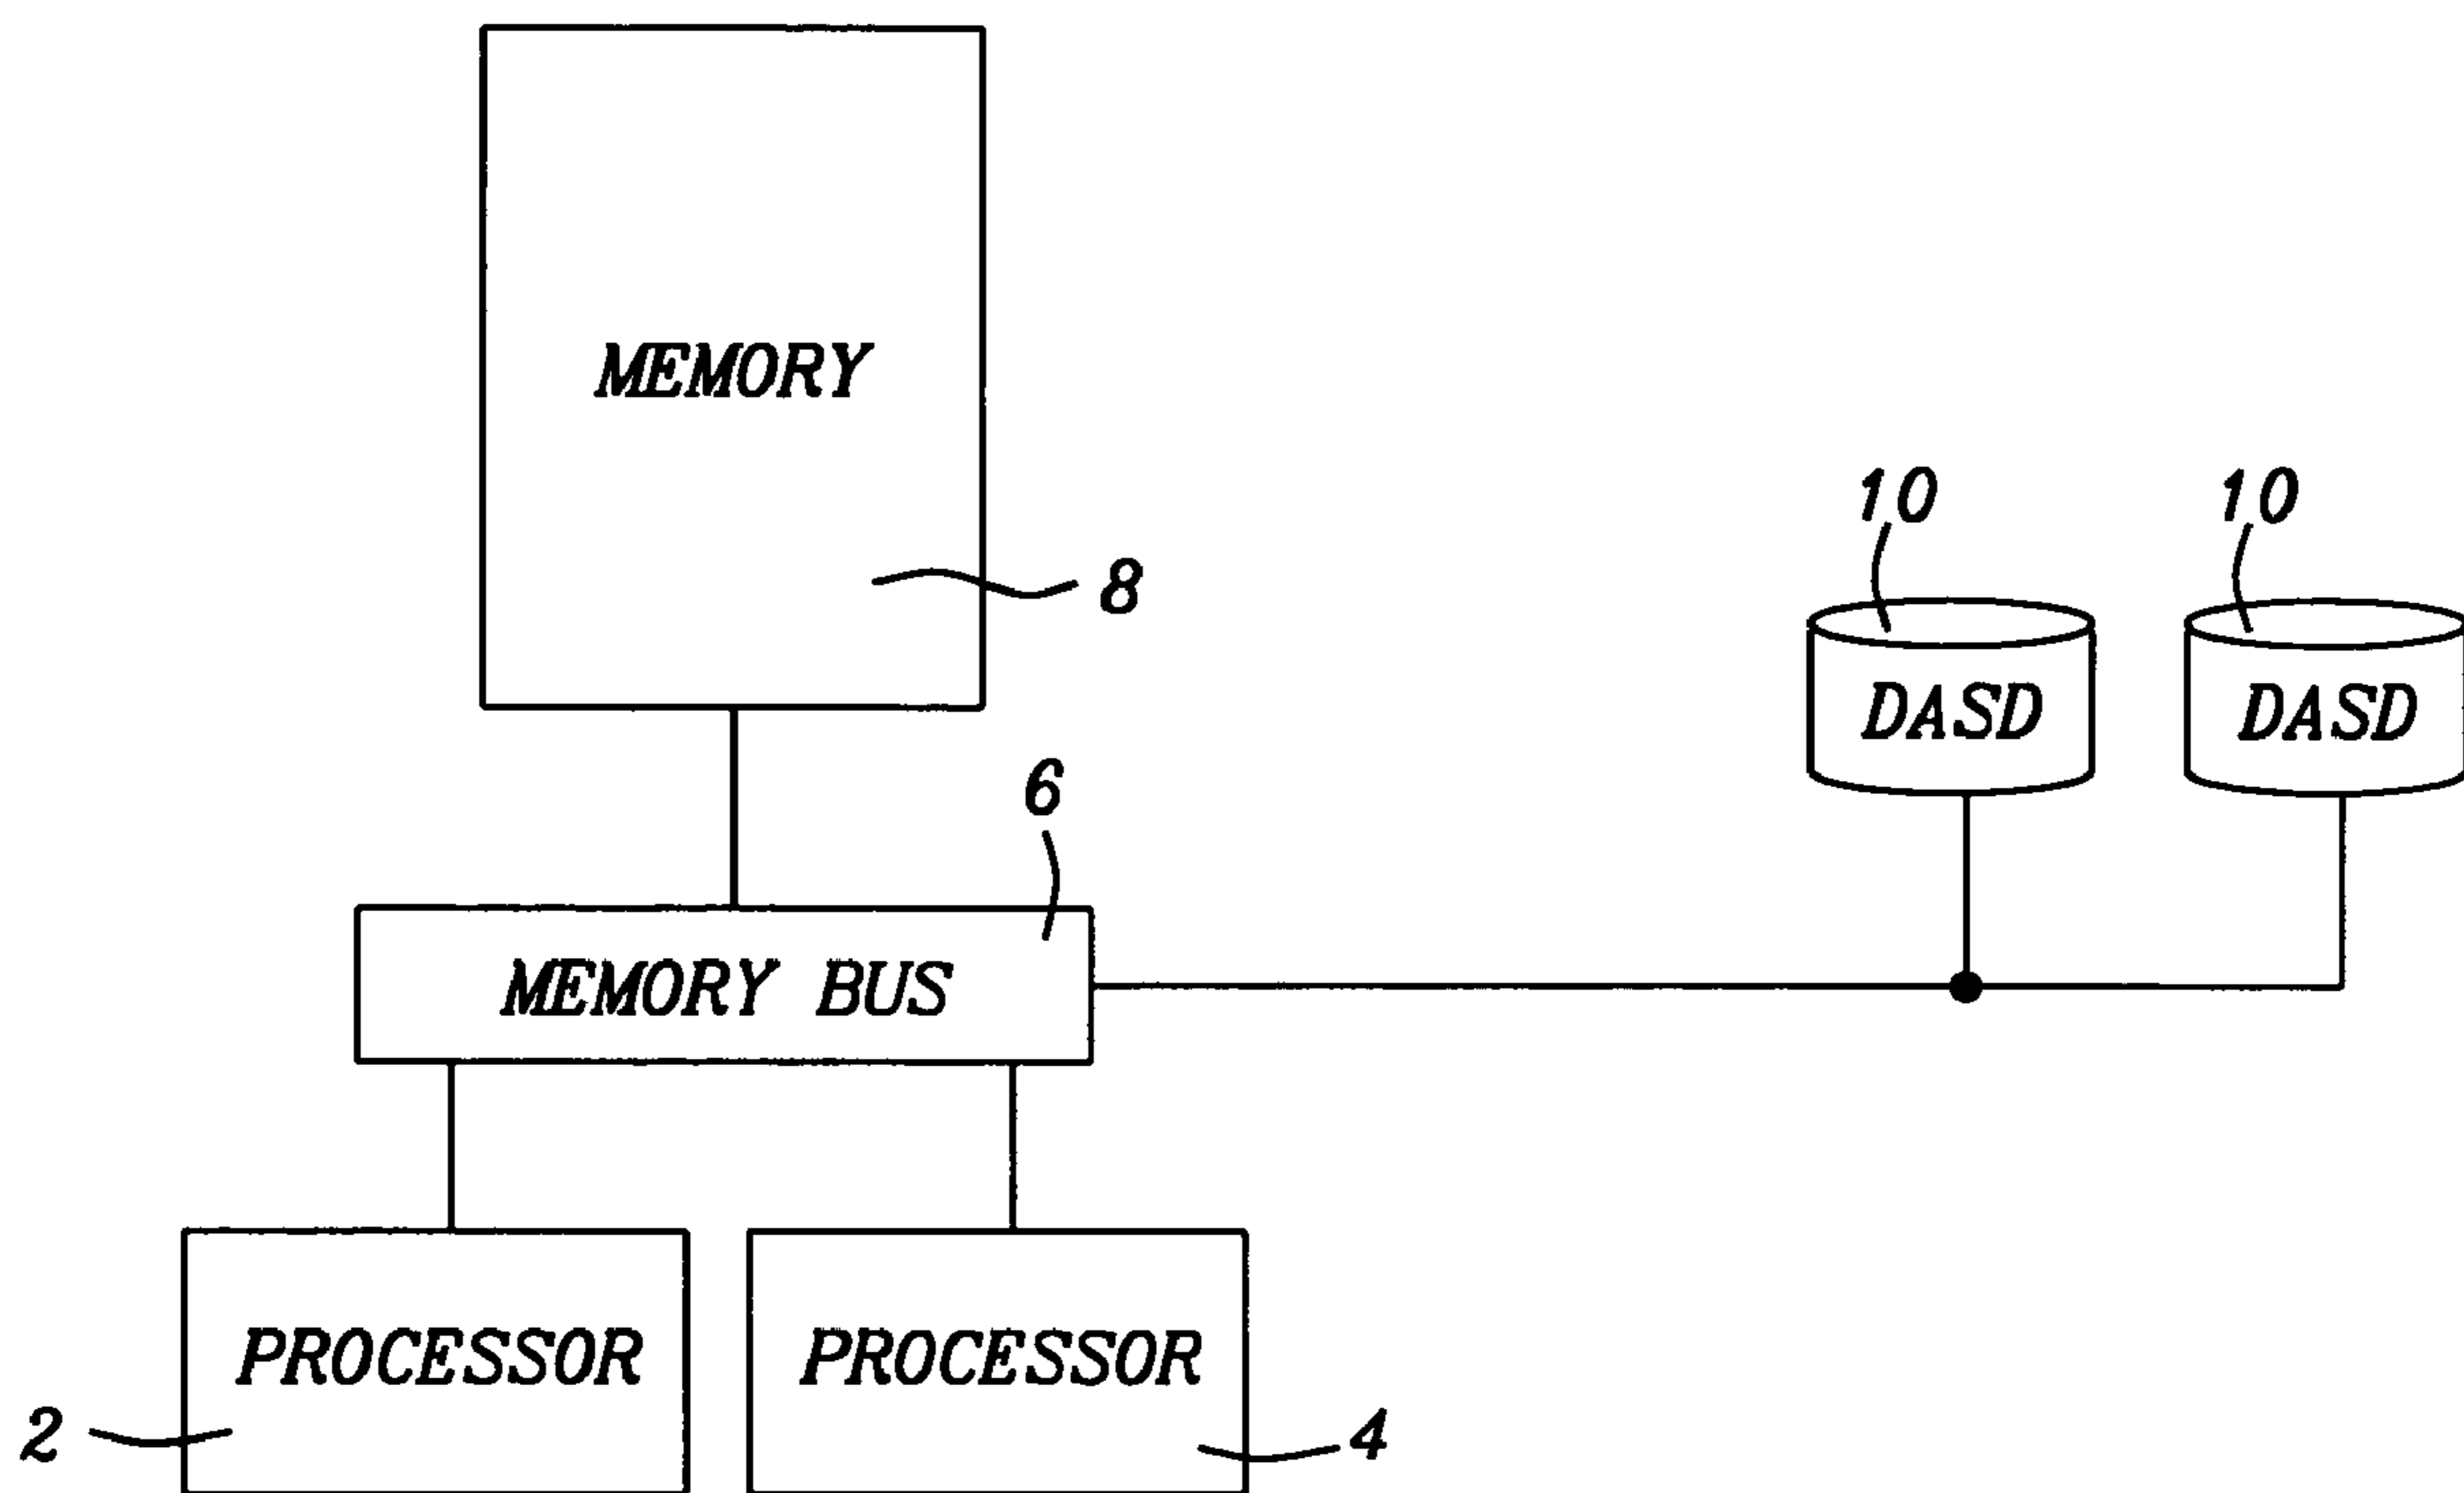 MEMORY
8
10
10
DASD
DASD
6
MEMORY BUS
PROCESSOR
PROCESSOR
2
4